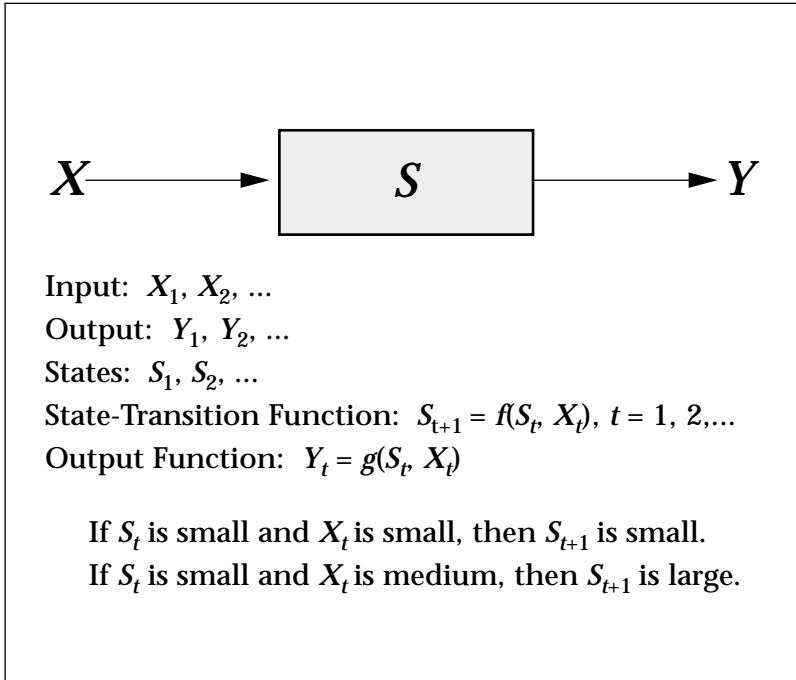 X S Y
Input: X₁, X₂, ...
Output: Y₁, Y₂, ...
States: S₁, S₂, ...
State-Transition Function: Sₜ₊₁ = f(Sₜ, Xₜ), t = 1, 2,...
Output Function: Yₜ = g(Sₜ, Xₜ)
If Sₜ is small and Xₜ is small, then Sₜ₊₁ is small.
If Sₜ is small and Xₜ is medium, then Sₜ₊₁ is large.